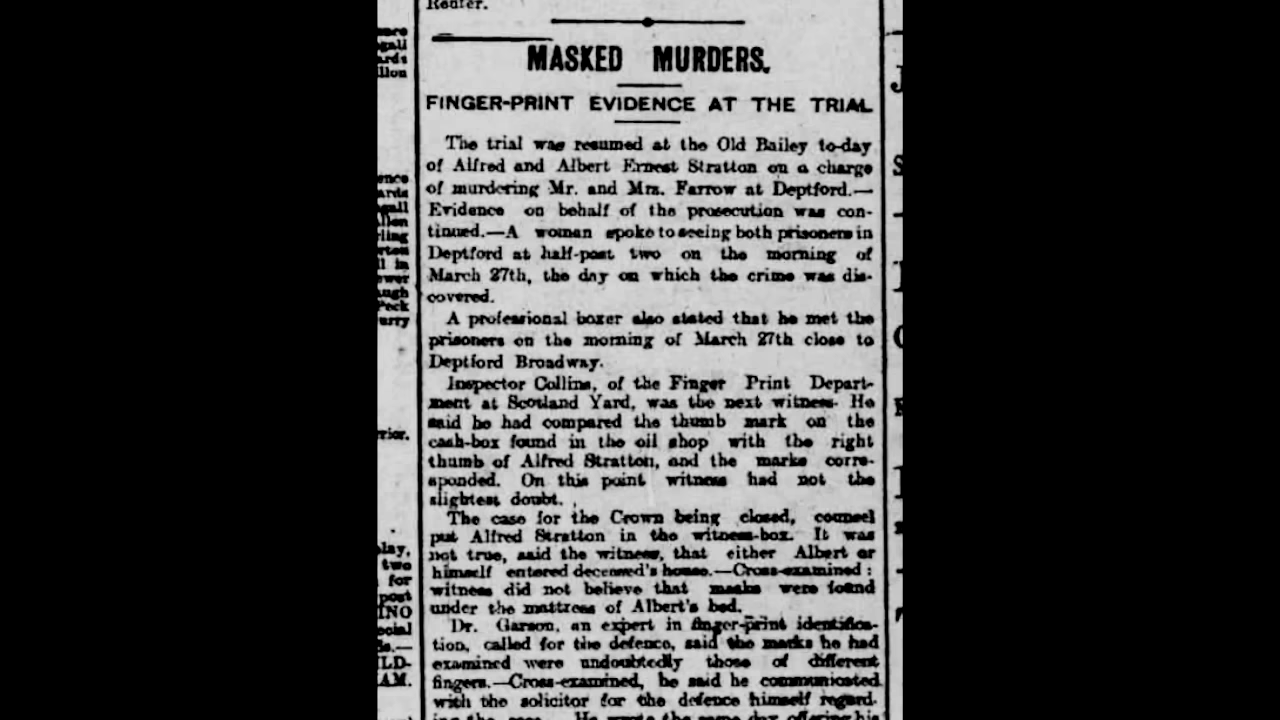 Reuter.
MASKED MURDERS.
FINGER-PRINT EVIDENCE AT THE TRIAL
The trial was resumed at the Old Bailey to-day
of Alfred and Albert Ernest Stratton on a charge
of murdering Mr. and Mrs. Farrow at Deptford.—
Evidence on behalf of the prosecution was con-
tinued.—A woman spoke to seeing both prisoners in
Deptford at half-past two on the morning of
March 27th, the day on which the crime was dis-
covered.
A professional boxer also stated that he met the
prisoners on the morning of March 27th close to
Deptford Broadway.
Inspector Collins, of the Finger Print Depart-
ment at Scotland Yard, was the next witness. He
said he had compared the thumb mark on the
cash-box found in the oil shop with the right
thumb of Alfred Stratton, and the marks corre-
sponded. On this point witness had not the
slightest doubt.
The case for the Crown being closed, counsel
put Alfred Stratton in the witness-box. It was
not true, said the witness, that either Albert or
himself entered deceased's house.—Cross-examined:
witness did not believe that masks were found
under the mattress of Albert's bed.
Dr. Garson, an expert in finger-print identifica-
tion, called for the defence, said the marks he had
examined were undoubtedly those of different
fingers.—Cross-examined, he said he communicated
with the solicitor for the defence himself regard-
ing the case. He wrote the same day offering his